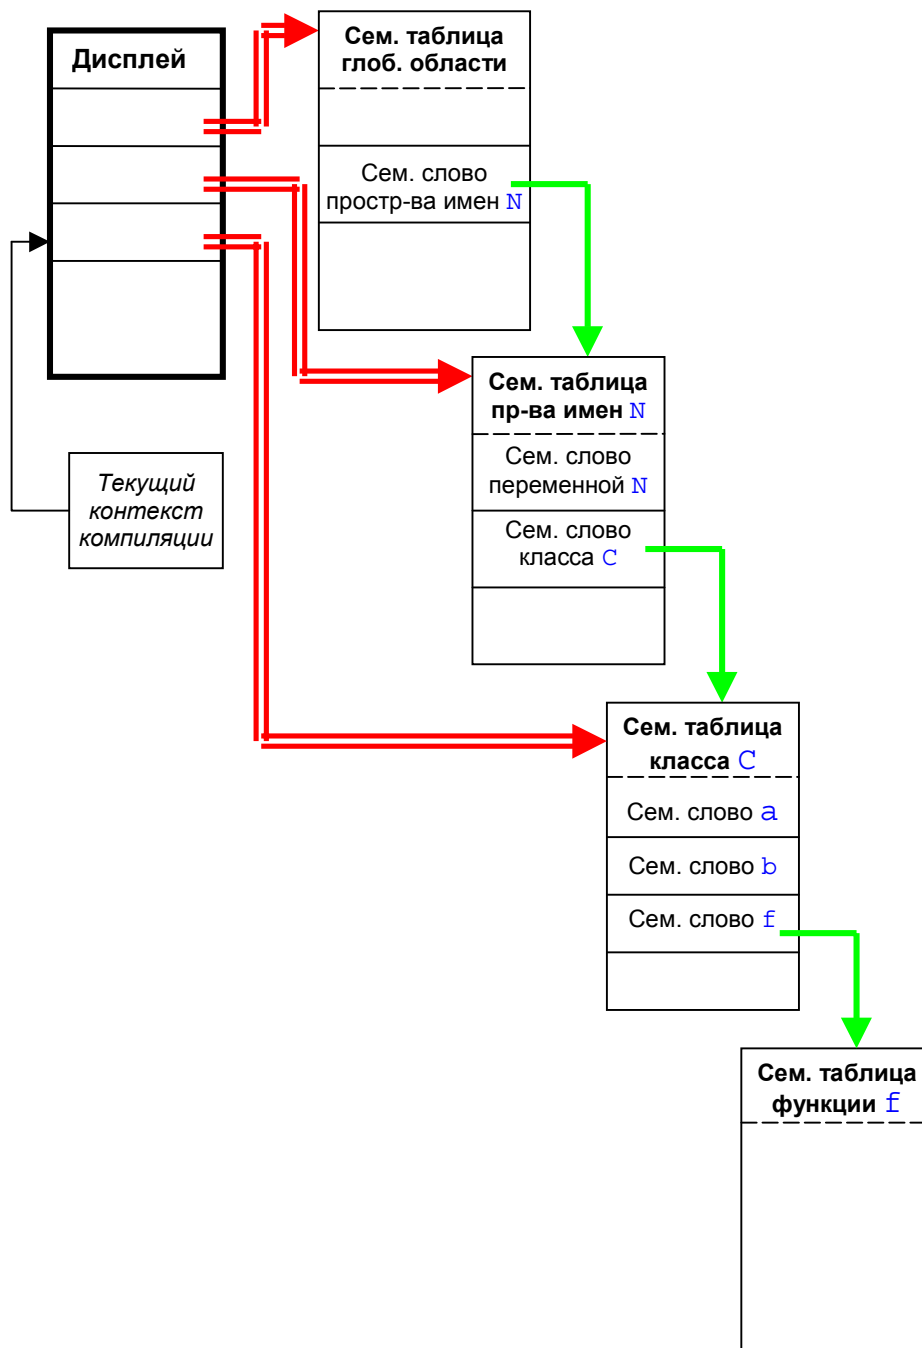 Дисплей
Сем. таблица
глоб. области
Сем. слово
простр-ва имен N
Сем. таблица
пр-ва имен N
Сем. слово
переменной N
Сем. слово
класса C
Текущий
контекст
компиляции
Сем. таблица
класса C
Сем. слово a
Сем. слово b
Сем. слово f
Сем. таблица
функции f